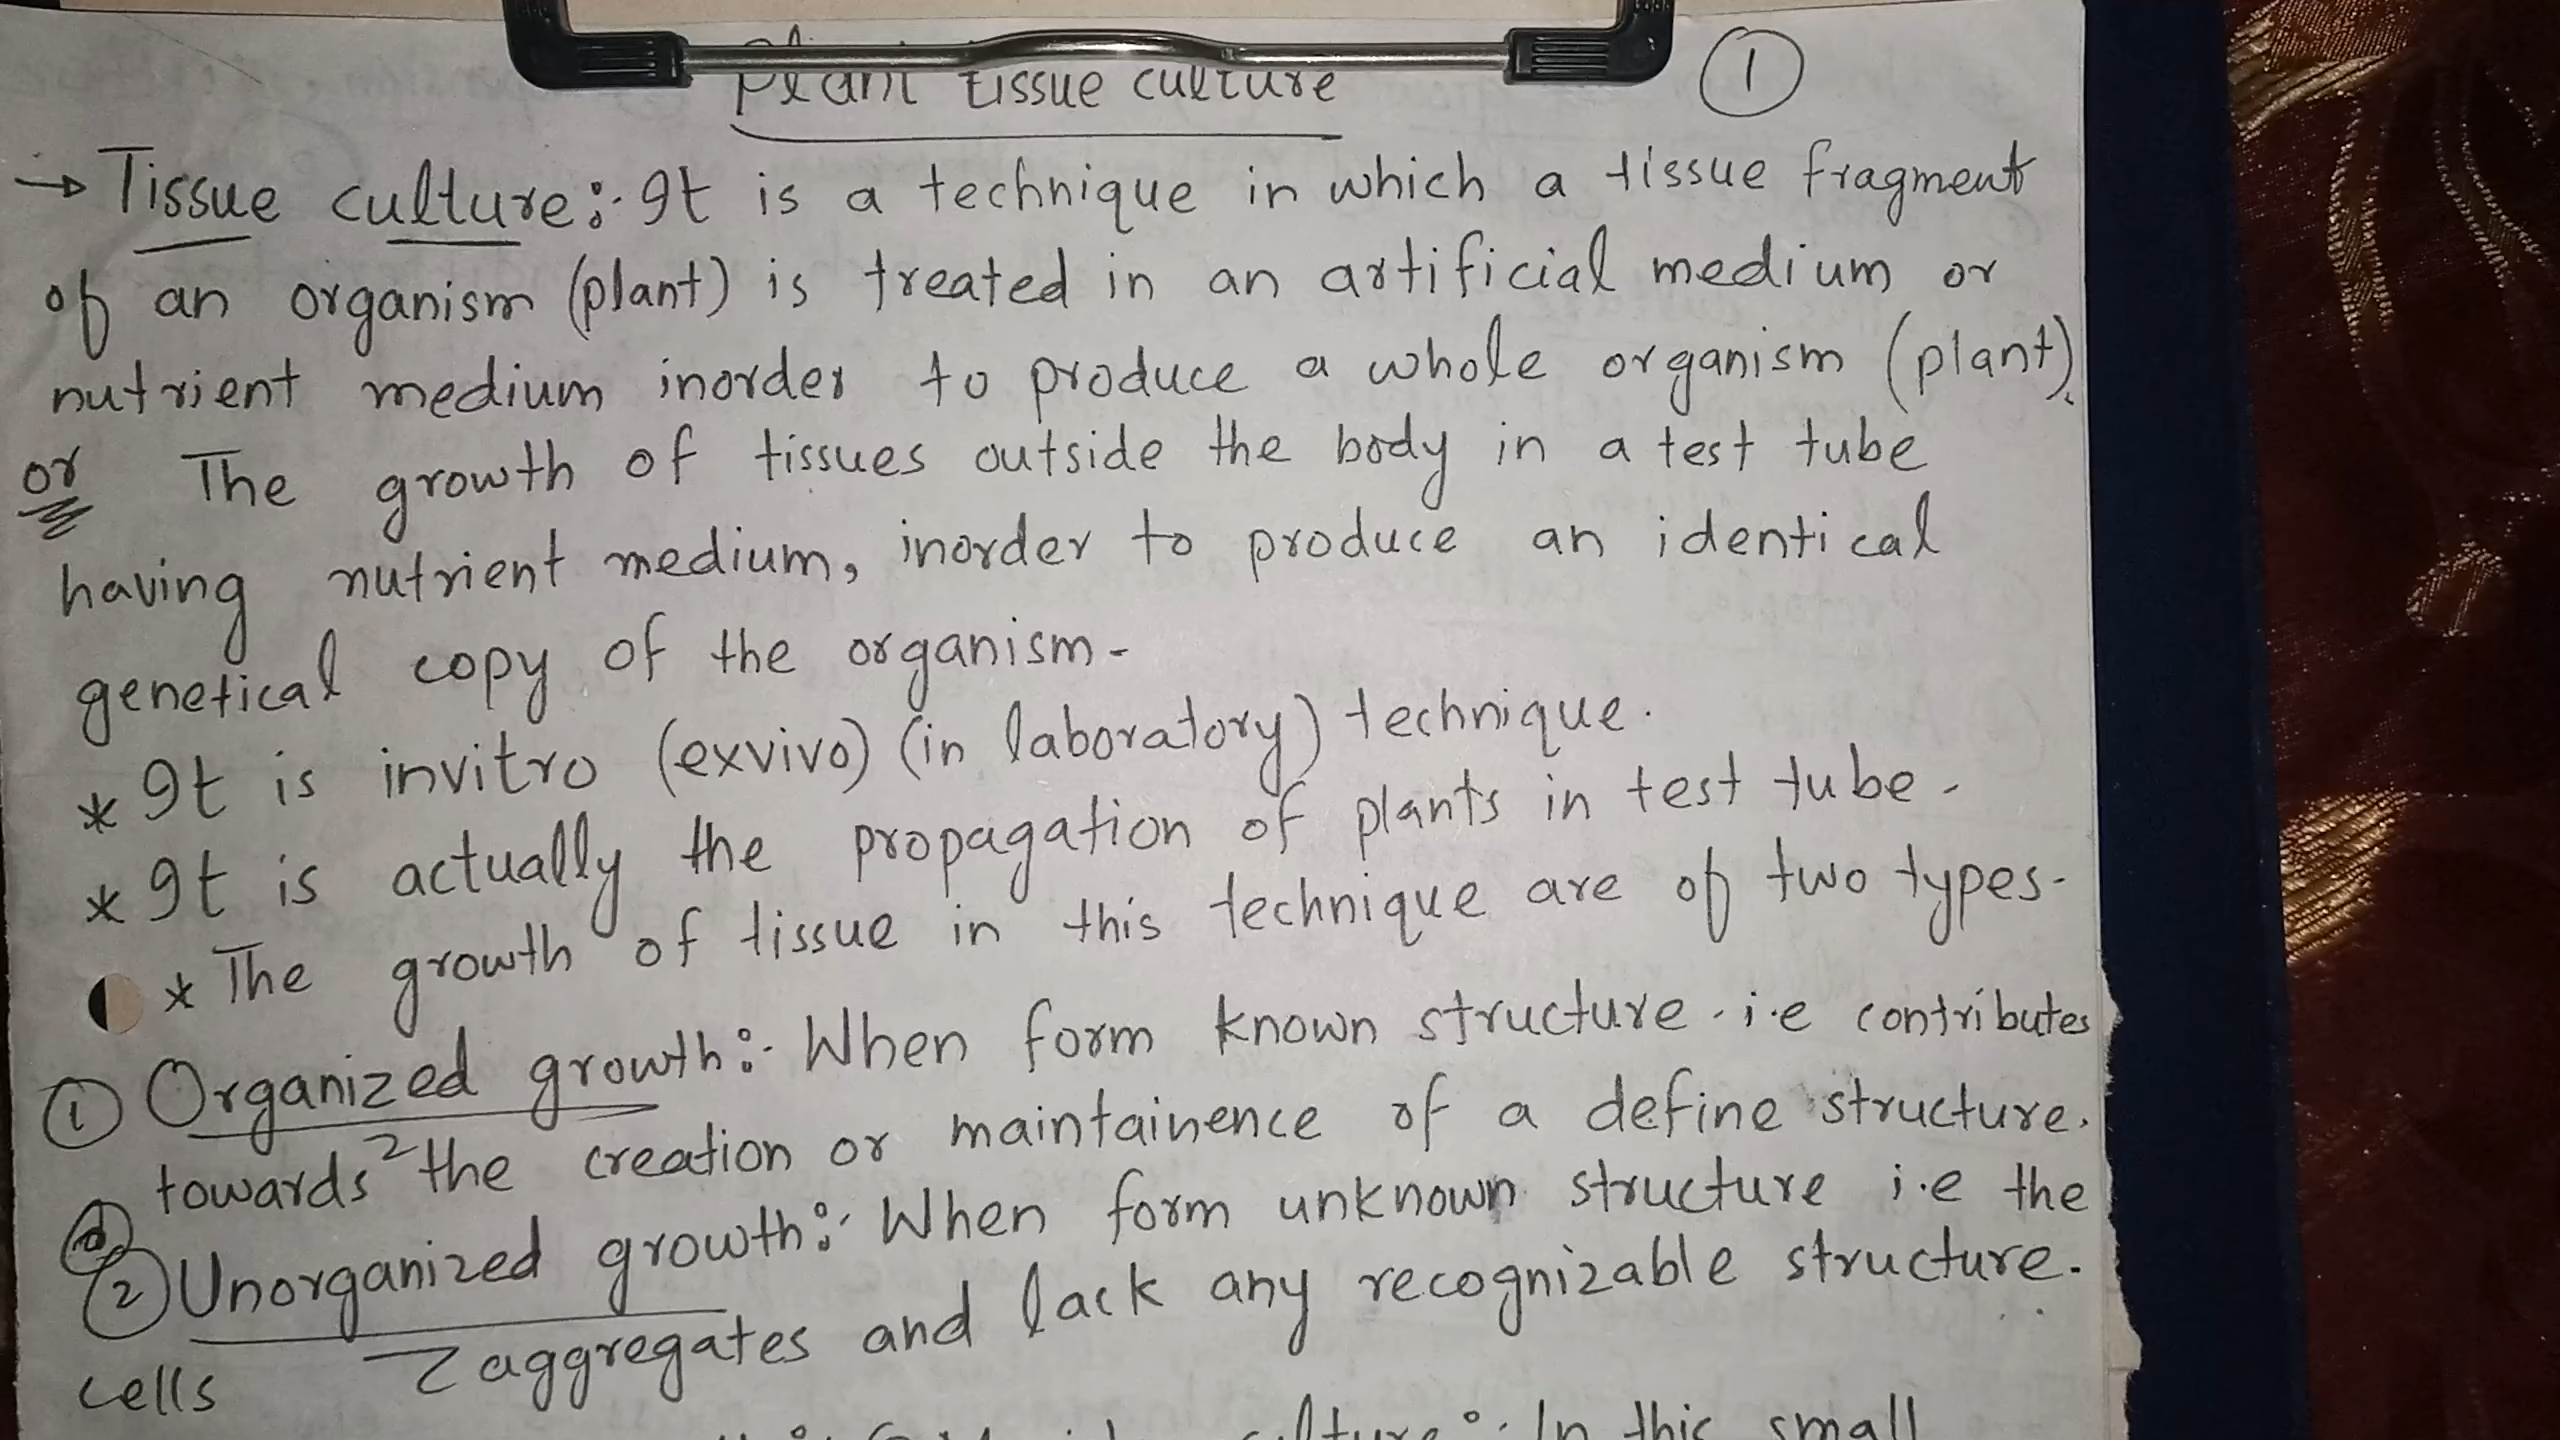 Plant tissue culture
1
→ Tissue culture:- It is a technique in which a tissue fragment
of an organism (plant) is treated in an artificial medium or
nutrient medium inorder to produce a whole organism (plant).
or The growth of tissues outside the body in a test tube
having nutrient medium, inorder to produce an identical
genetical copy of the organism.
* It is invitro (exvivo) (in laboratory) technique.
* It is actually the propagation of plants in test tube.
* The growth of tissue in this technique are of two types.
① Organized growth:- When form known structure. i.e contributes
towards the creation or maintainence of a define structure.
② Unorganized growth:- When form unknown structure i.e the
cells aggregates and lack any recognizable structure.
culture:- In this small